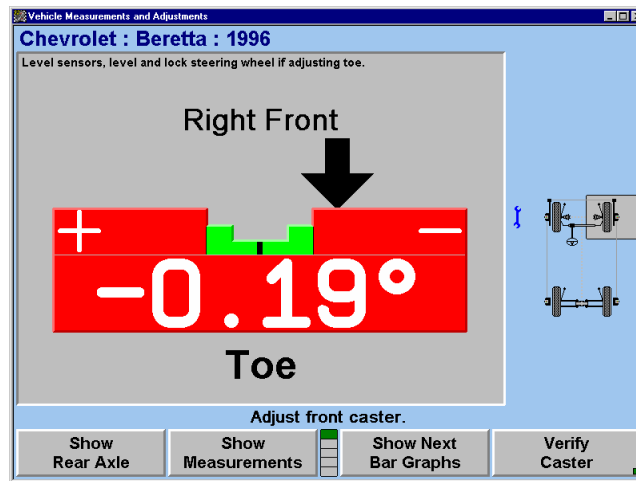 Vehicle Measurements and Adjustments
Chevrolet : Beretta : 1996
Level sensors, level and lock steering wheel if adjusting toe.
Right Front
+ −
−0.19°
Toe
Adjust front caster.
Show
Rear Axle
Show
Measurements
Show Next
Bar Graphs
Verify
Caster